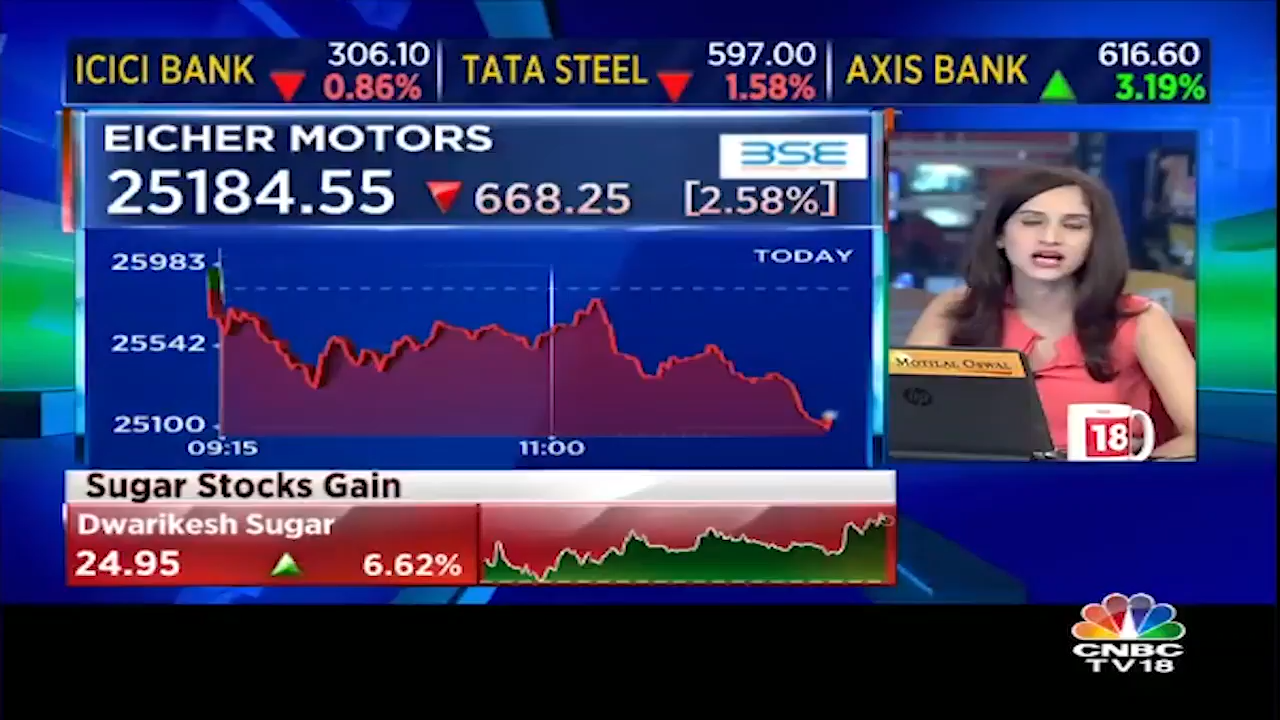 ICICI BANK 306.10 0.86%
TATA STEEL 597.00 1.58%
AXIS BANK 616.60 3.19%
EICHER MOTORS
BSE
25184.55 668.25 [2.58%]
TODAY
25983
25542
25100
09:15 11:00
MOTILAL OSWAL
hp
18
Sugar Stocks Gain
Dwarikesh Sugar
24.95 6.62%
CNBC
TV18